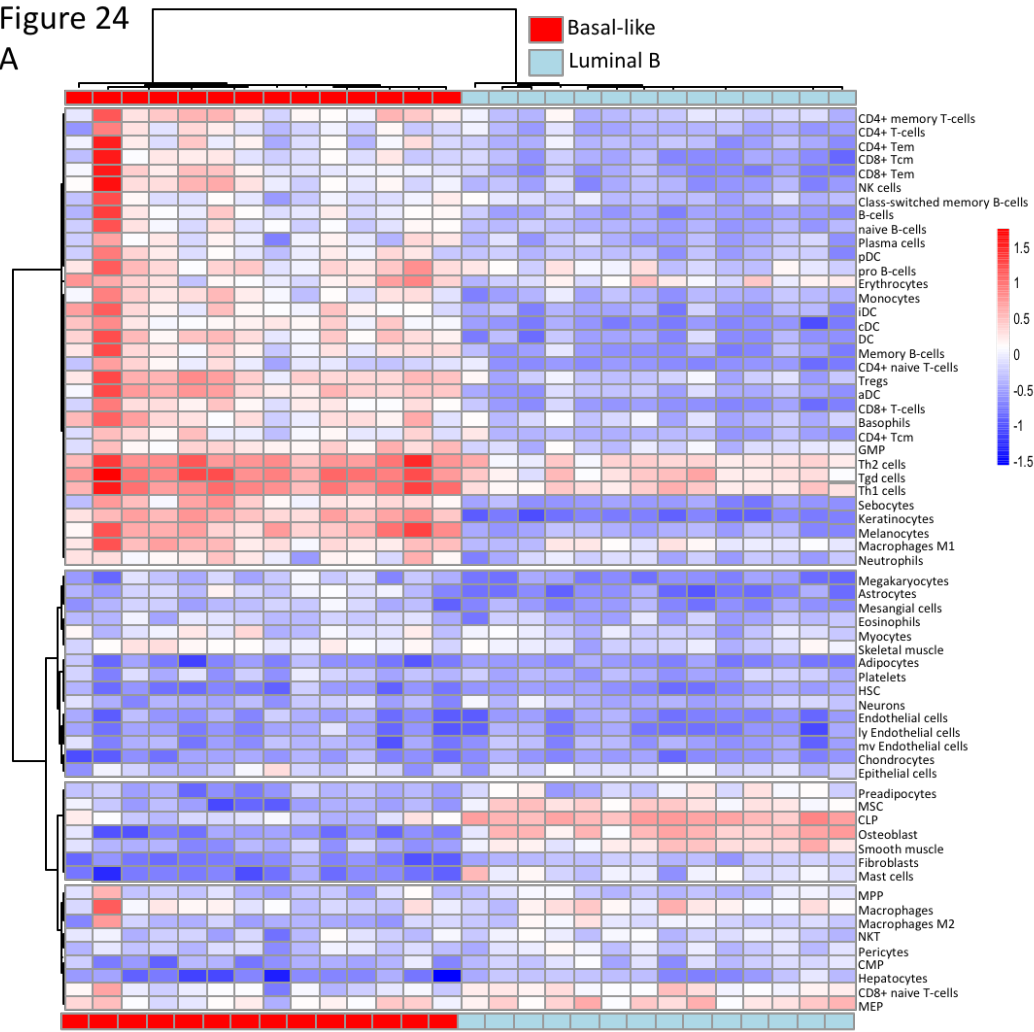 Figure 24
A
Basal-like
Luminal B
CD4+ memory T-cells
CD4+ T-cells
CD4+ Tem
CD8+ Tcm
CD8+ Tem
NK cells
Class-switched memory B-cells
B-cells
naive B-cells
Plasma cells
pDC
pro B-cells
Erythrocytes
Monocytes
iDC
cDC
DC
Memory B-cells
CD4+ naive T-cells
Tregs
aDC
CD8+ T-cells
Basophils
CD4+ Tcm
GMP
Th2 cells
Tgd cells
Th1 cells
Sebocytes
Keratinocytes
Melanocytes
Macrophages M1
Neutrophils
1.5
1
0.5
0
-0.5
-1
-1.5
Megakaryocytes
Astrocytes
Mesangial cells
Eosinophils
Myocytes
Skeletal muscle
Adipocytes
Platelets
HSC
Neurons
Endothelial cells
ly Endothelial cells
mv Endothelial cells
Chondrocytes
Epithelial cells
Preadipocytes
MSC
CLP
Osteoblast
Smooth muscle
Fibroblasts
Mast cells
MPP
Macrophages
Macrophages M2
NKT
Pericytes
CMP
Hepatocytes
CD8+ naive T-cells
MEP